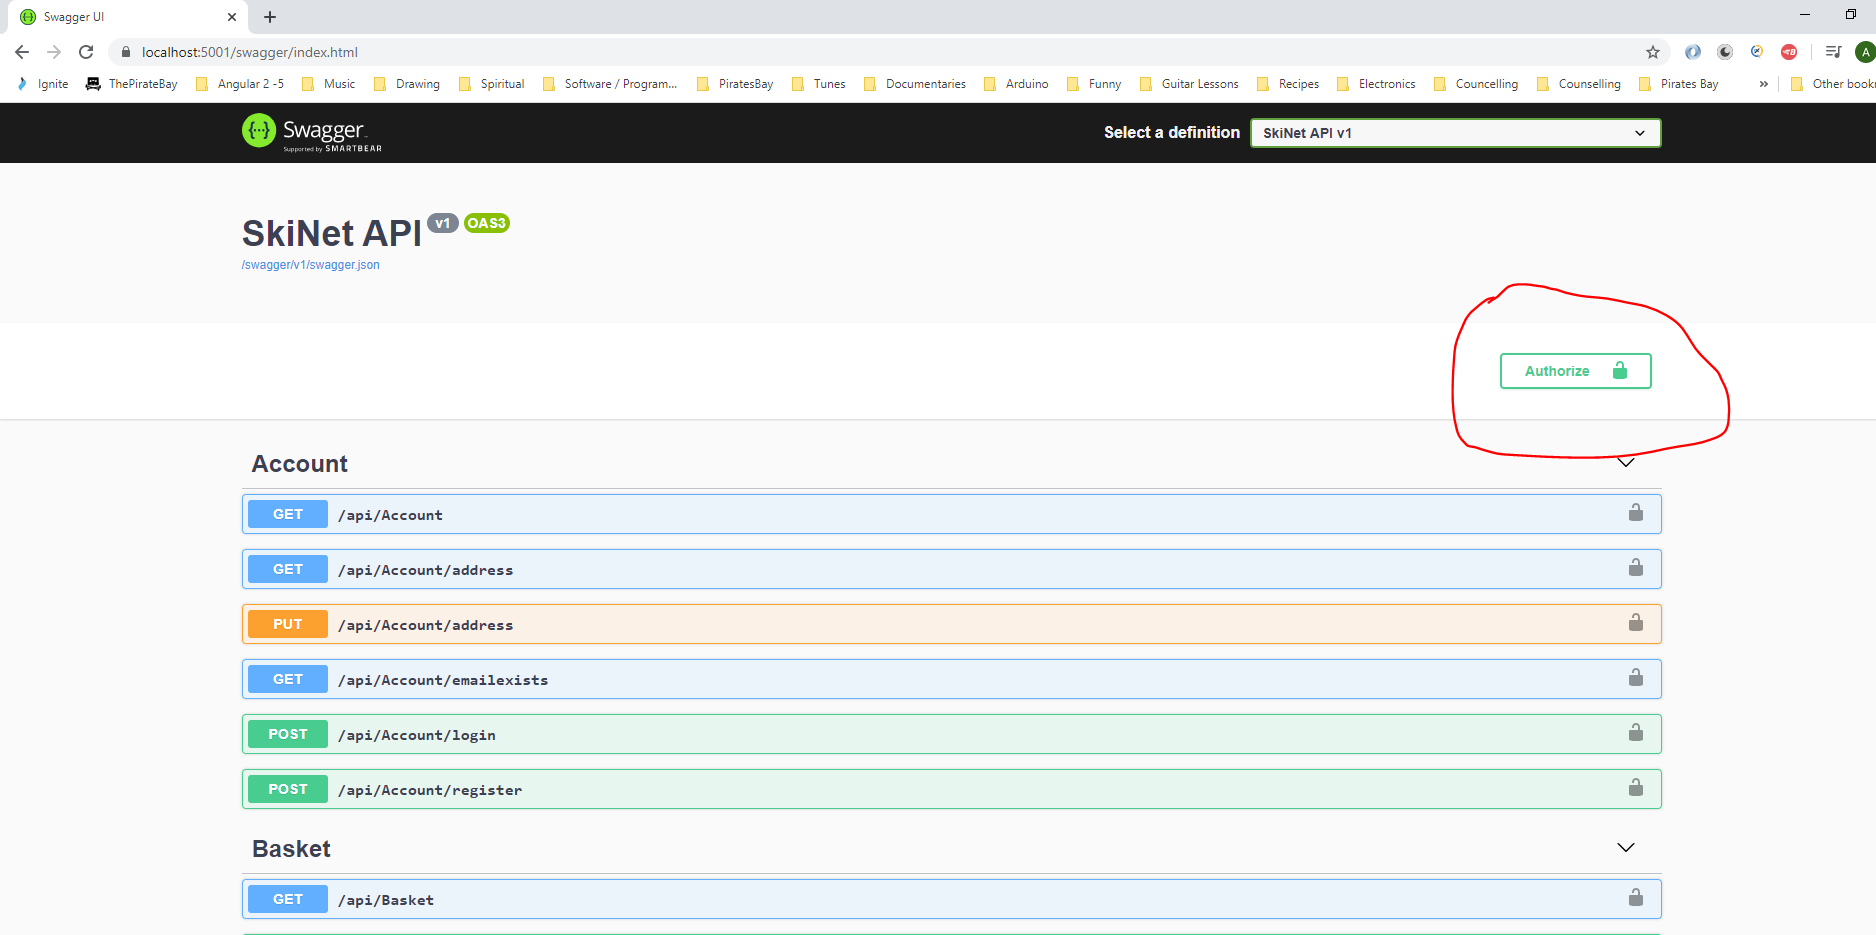 Swagger UI
localhost:5001/swagger/index.html
A
Ignite ThePirateBay Angular 2 -5 Music Drawing Spiritual Software / Program... PiratesBay Tunes Documentaries Arduino Funny Guitar Lessons Recipes Electronics Councelling Counselling Pirates Bay » Other bookr
{...} Swagger
Supported by SMARTBEAR
Select a definition SkiNet API v1
SkiNet API v1 OAS3
/swagger/v1/swagger.json
Authorize
Account
GET /api/Account
GET /api/Account/address
PUT /api/Account/address
GET /api/Account/emailexists
POST /api/Account/login
POST /api/Account/register
Basket
GET /api/Basket